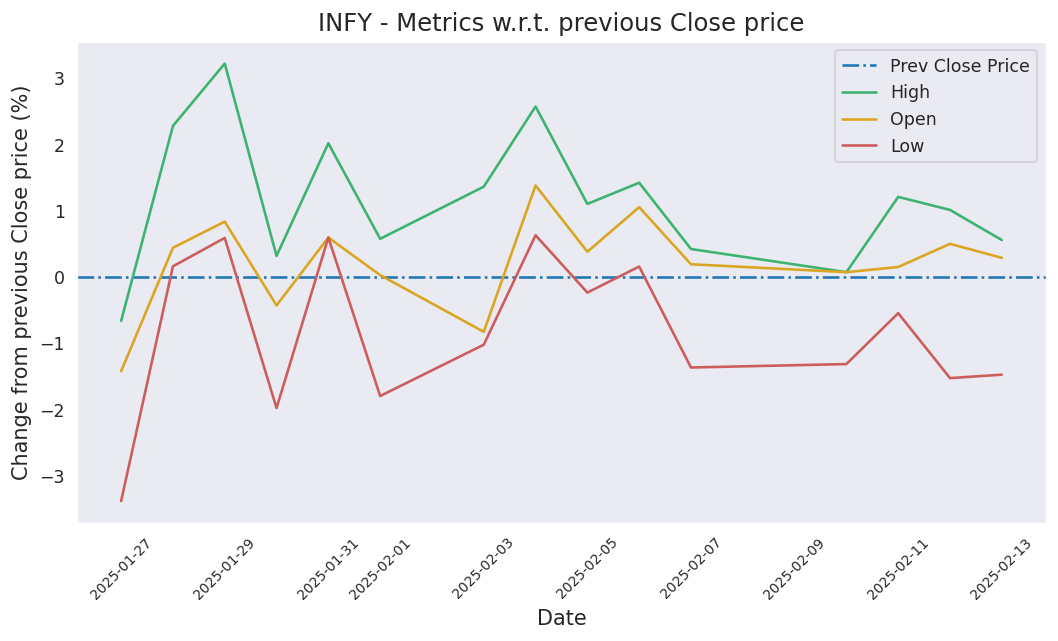 INFY - Metrics w.r.t. previous Close price
Change from previous Close price (%)
3
2
1
0
−1
−2
−3
Prev Close Price
High
Open
Low
2025-01-27
2025-01-29
2025-01-31
2025-02-01
2025-02-03
2025-02-05
2025-02-07
2025-02-09
2025-02-11
2025-02-13
Date